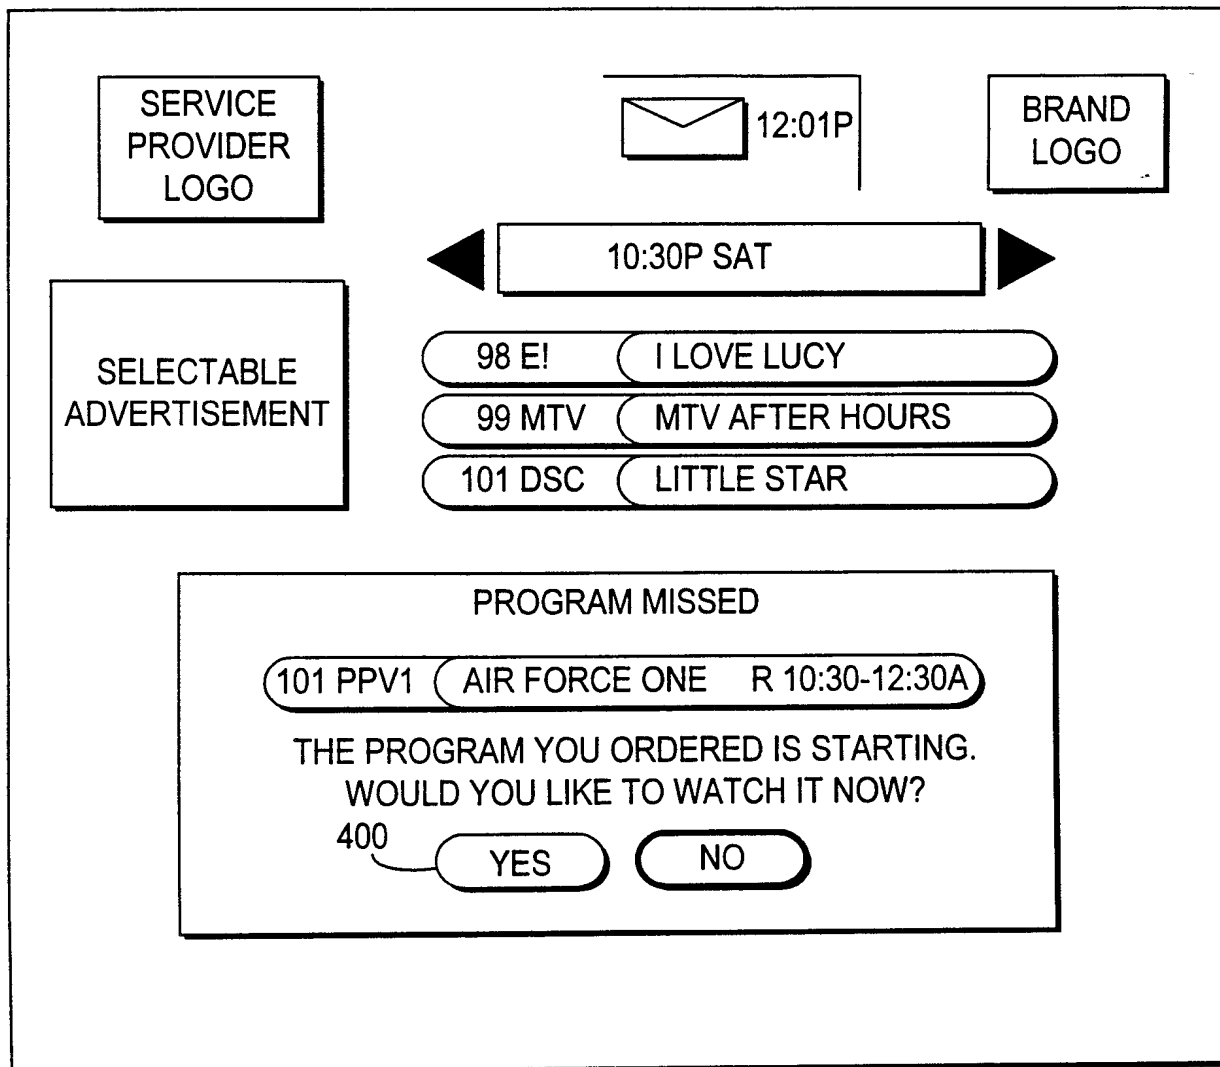 SERVICE
PROVIDER
LOGO
12:01P
BRAND
LOGO
10:30P SAT
SELECTABLE
ADVERTISEMENT
98 E! I LOVE LUCY
99 MTV MTV AFTER HOURS
101 DSC LITTLE STAR
PROGRAM MISSED
101 PPV1 AIR FORCE ONE R 10:30-12:30A
THE PROGRAM YOU ORDERED IS STARTING.
WOULD YOU LIKE TO WATCH IT NOW?
400
YES NO